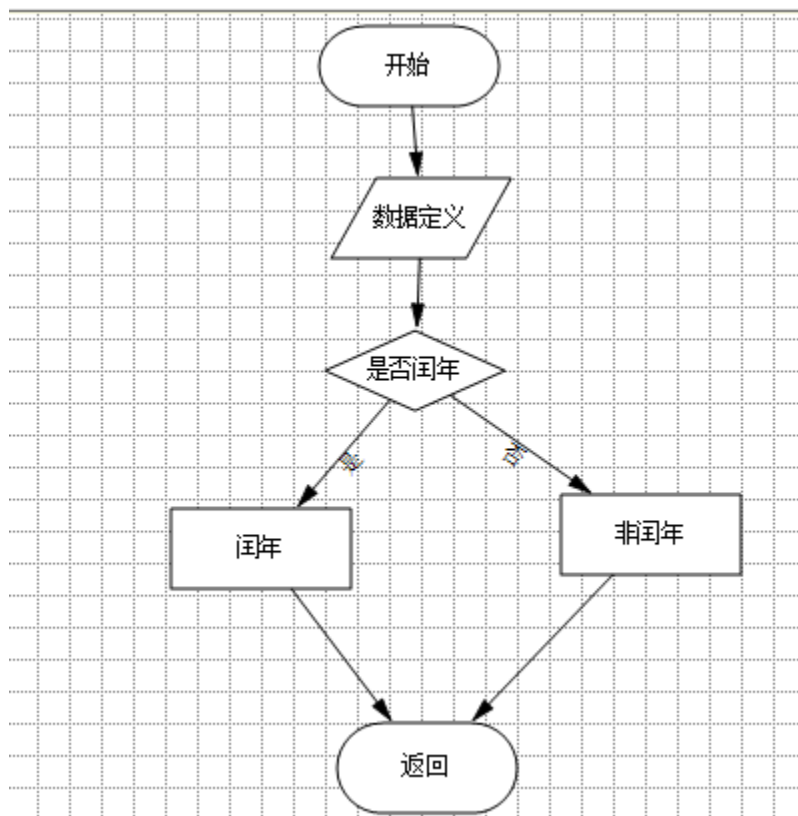 开始
数据定义
是否闰年
是
否
闰年
非闰年
返回